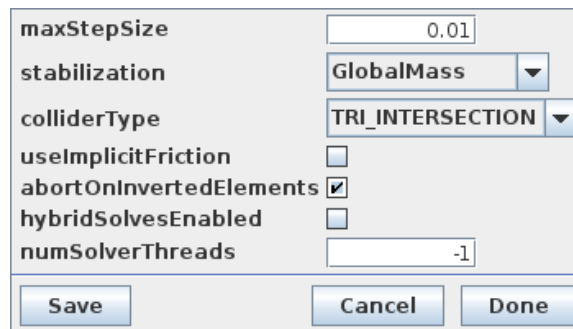 maxStepSize 0.01
stabilization GlobalMass
colliderType TRI_INTERSECTION
useImplicitFriction
abortOnInvertedElements
hybridSolvesEnabled
numSolverThreads -1
Save Cancel Done